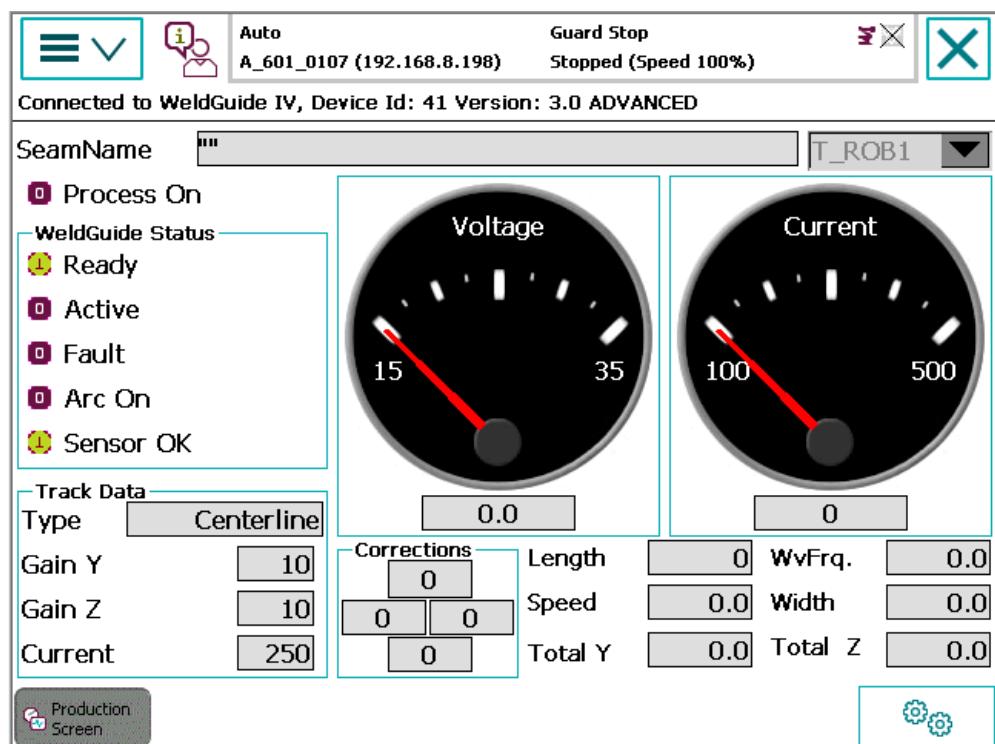 Auto
Guard Stop
A_601_0107 (192.168.8.198)
Stopped (Speed 100%)
Connected to WeldGuide IV, Device Id: 41 Version: 3.0 ADVANCED
SeamName
""
T_ROB1
0 Process On
WeldGuide Status
1 Ready
0 Active
0 Fault
0 Arc On
1 Sensor OK
Voltage
15
35
0.0
Current
100
500
0
Track Data
Type
Centerline
Gain Y
10
Gain Z
10
Current
250
Corrections
0
0
0
0
Length
0
Speed
0.0
Total Y
0.0
WvFrq.
0.0
Width
0.0
Total Z
0.0
Production
Screen